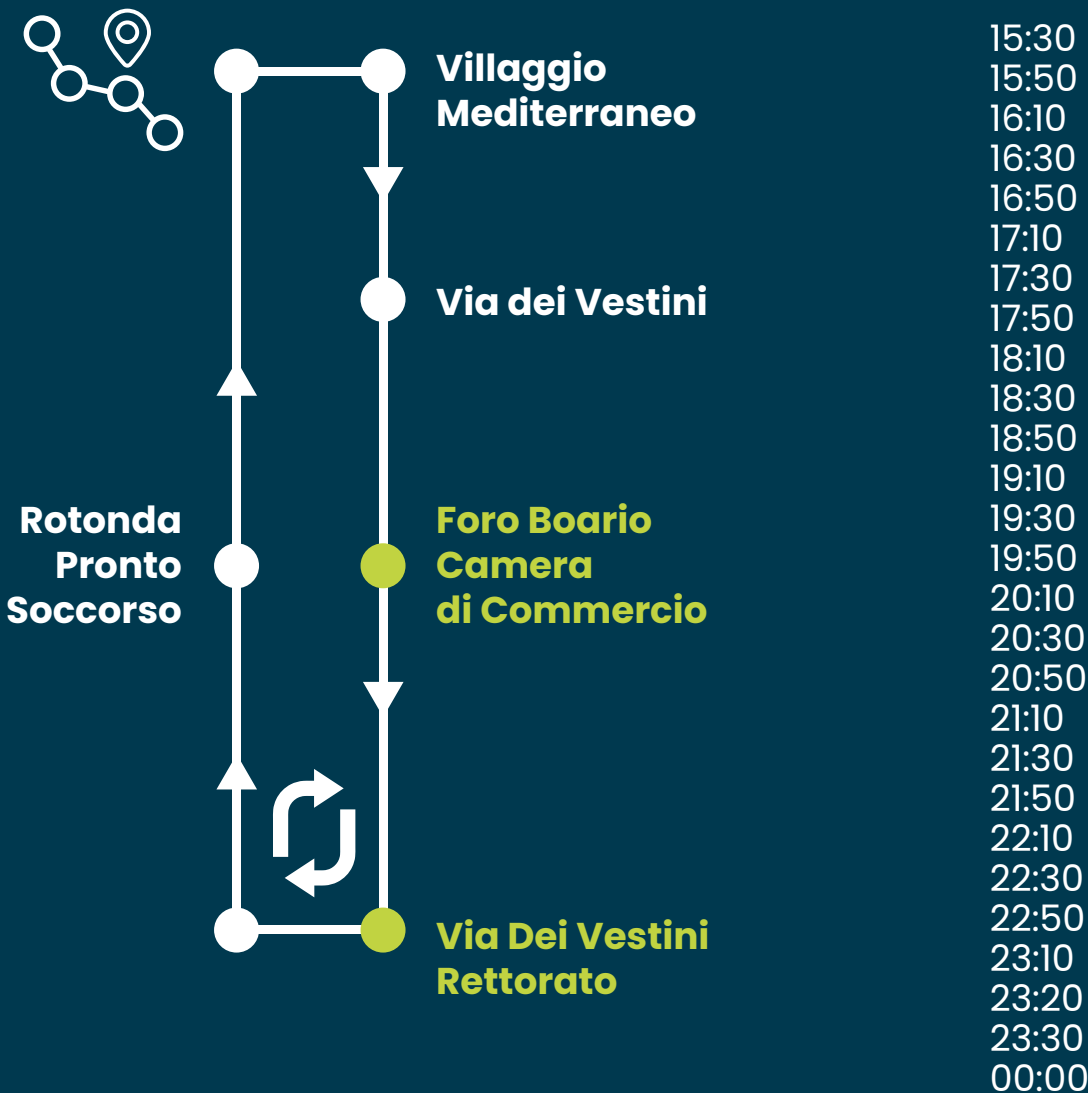 Villaggio
Mediterraneo
Via dei Vestini
Rotonda
Pronto
Soccorso
Foro Boario
Camera
di Commercio
Via Dei Vestini
Rettorato
15:30
15:50
16:10
16:30
16:50
17:10
17:30
17:50
18:10
18:30
18:50
19:10
19:30
19:50
20:10
20:30
20:50
21:10
21:30
21:50
22:10
22:30
22:50
23:10
23:20
23:30
00:00